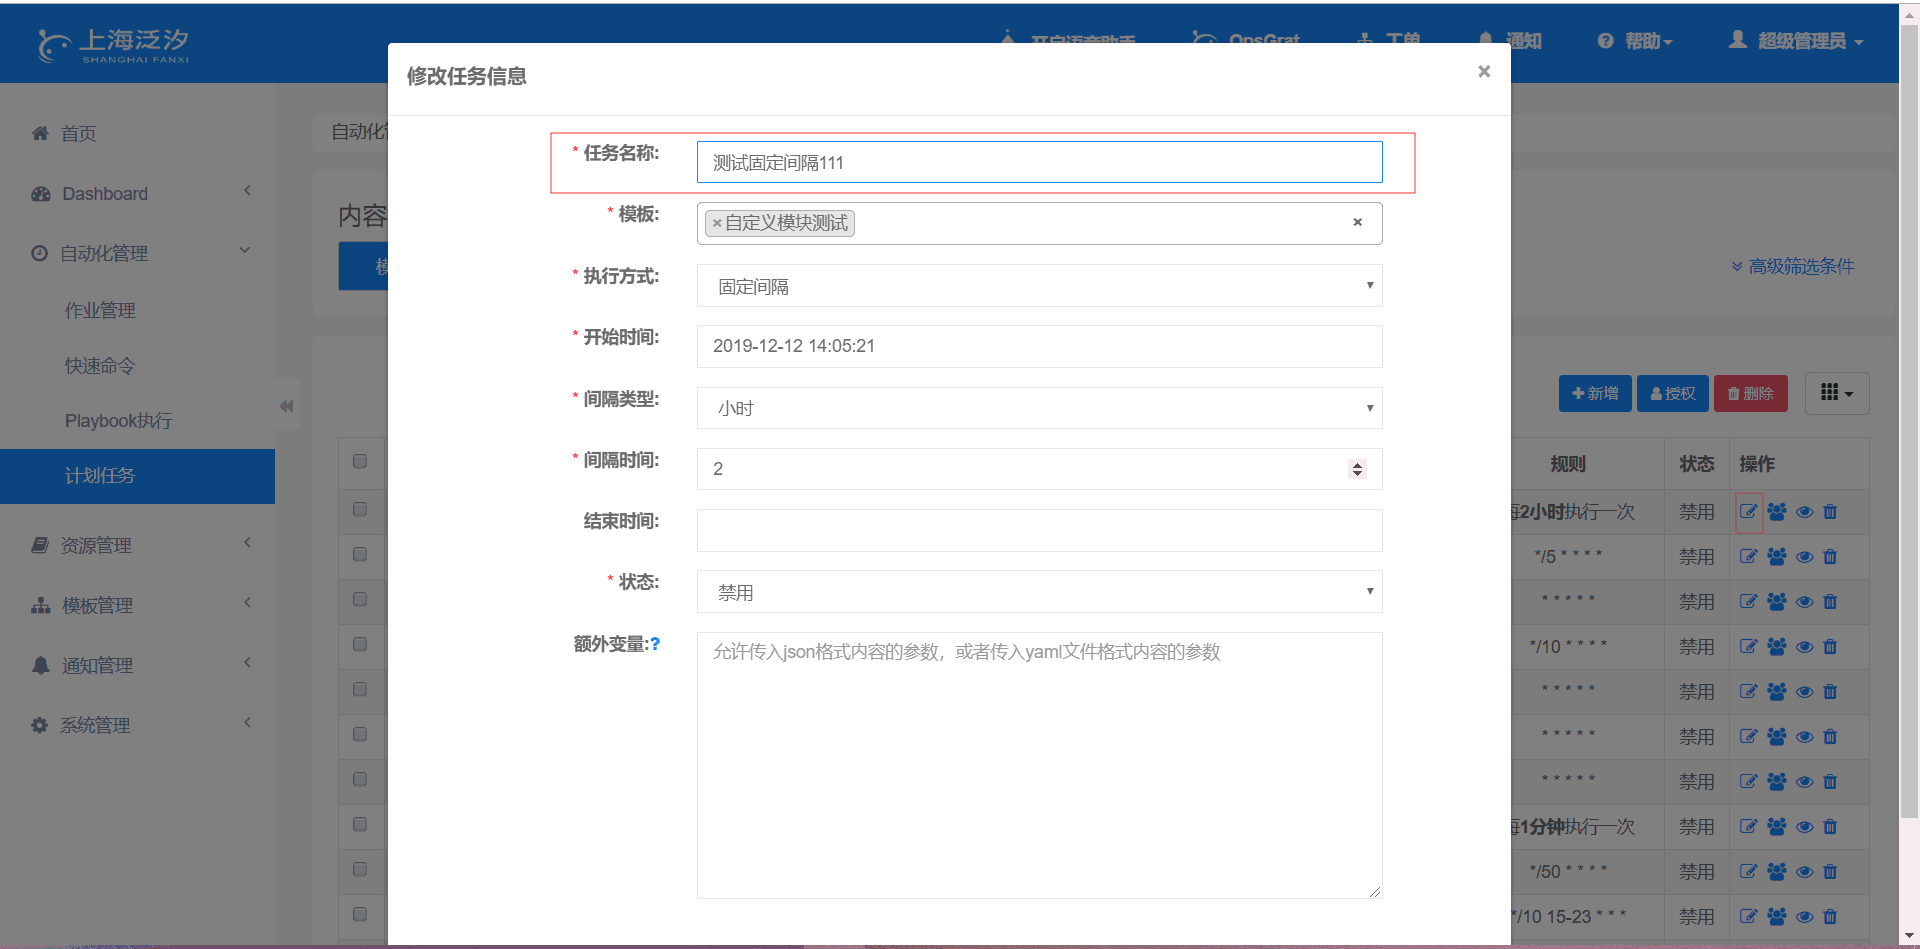 上海泛汐
SHANGHAI FANXI
开启语音助手
OpsGrat
工单
通知
帮助
超级管理员
首页
Dashboard
自动化管理
作业管理
快速命令
Playbook执行
计划任务
资源管理
模板管理
通知管理
系统管理
自动化
内容
高级筛选条件
新增
授权
删除
规则
状态
操作
每2小时执行一次
禁用
*/5 * * * *
禁用
* * * * *
禁用
*/10 * * * *
禁用
* * * * *
禁用
* * * * *
禁用
* * * * *
禁用
每1分钟执行一次
禁用
*/50 * * * *
禁用
*/10 15-23 * * *
禁用
修改任务信息
×
* 任务名称:
测试固定间隔111
* 模板:
×自定义模块测试
×
* 执行方式:
固定间隔
* 开始时间:
2019-12-12 14:05:21
* 间隔类型:
小时
* 间隔时间:
2
结束时间:
* 状态:
禁用
额外变量:?
允许传入json格式内容的参数，或者传入yaml文件格式内容的参数